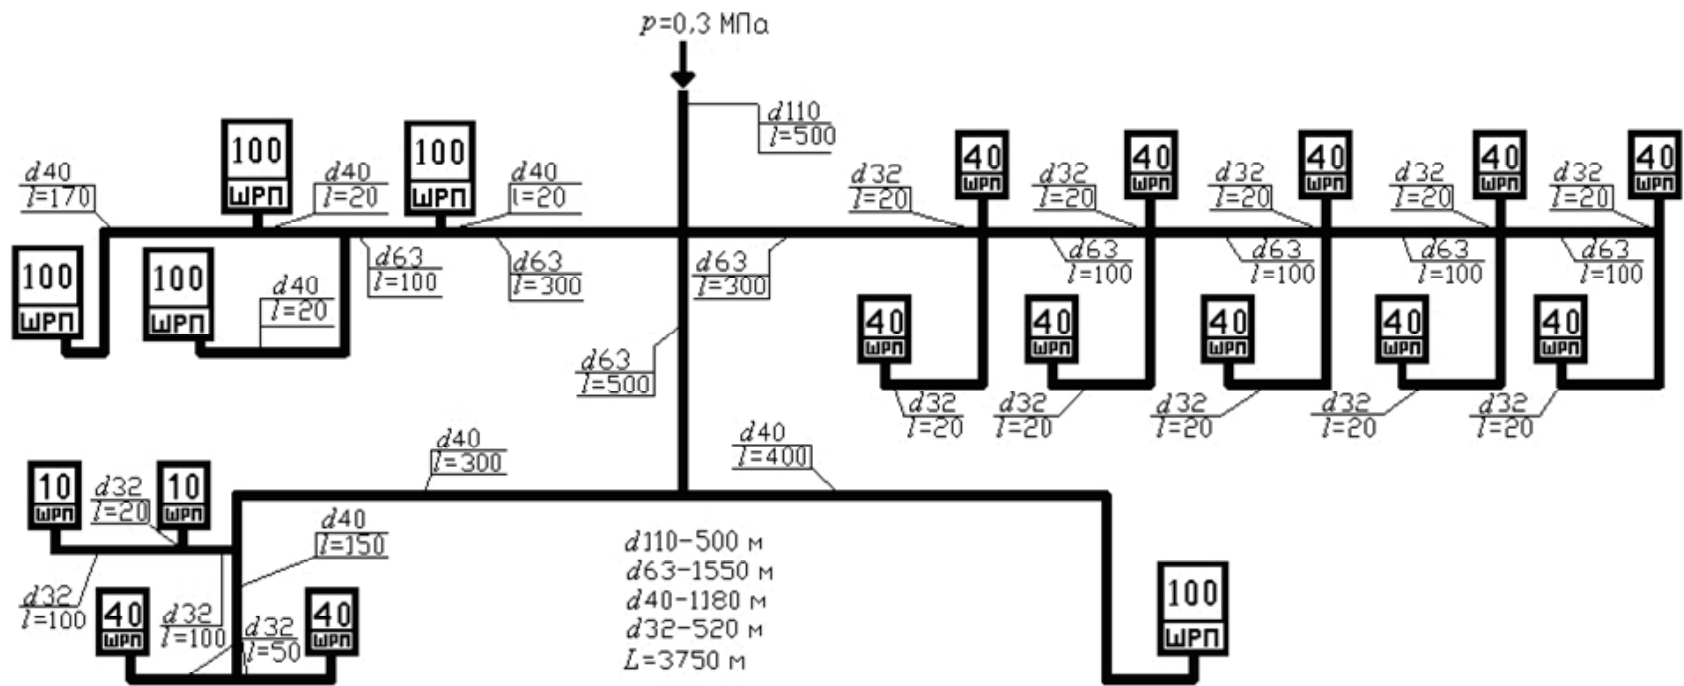 p=0,3 МПа
d110
l=500
100
ШРП
100
ШРП
40
ШРП
40
ШРП
40
ШРП
40
ШРП
40
ШРП
d40
l=170
d40
l=20
d40
l=20
d32
l=20
d32
l=20
d32
l=20
d32
l=20
d32
l=20
100
ШРП
100
ШРП
d40
l=20
d63
l=100
d63
l=300
d63
l=300
d63
l=100
d63
l=100
d63
l=100
d63
l=100
40
ШРП
40
ШРП
40
ШРП
40
ШРП
40
ШРП
d63
l=500
d32
l=20
d32
l=20
d32
l=20
d32
l=20
d32
l=20
d40
l=300
d40
l=400
10
ШРП
d32
l=20
10
ШРП
d40
l=150
d32
l=100
40
ШРП
d32
l=100
d32
l=50
40
ШРП
100
ШРП
d110–500 м
d63–1550 м
d40–1180 м
d32–520 м
L=3750 м